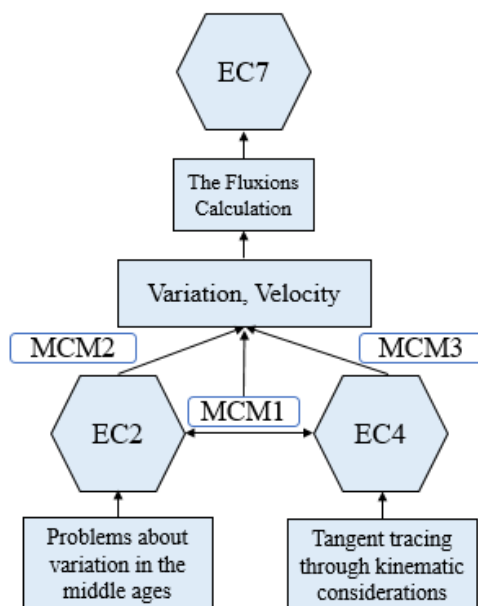 EC7
The Fluxions
Calculation
Variation, Velocity
MCM2
MCM3
MCM1
EC2
EC4
Problems about
variation in the
middle ages
Tangent tracing
through kinematic
considerations